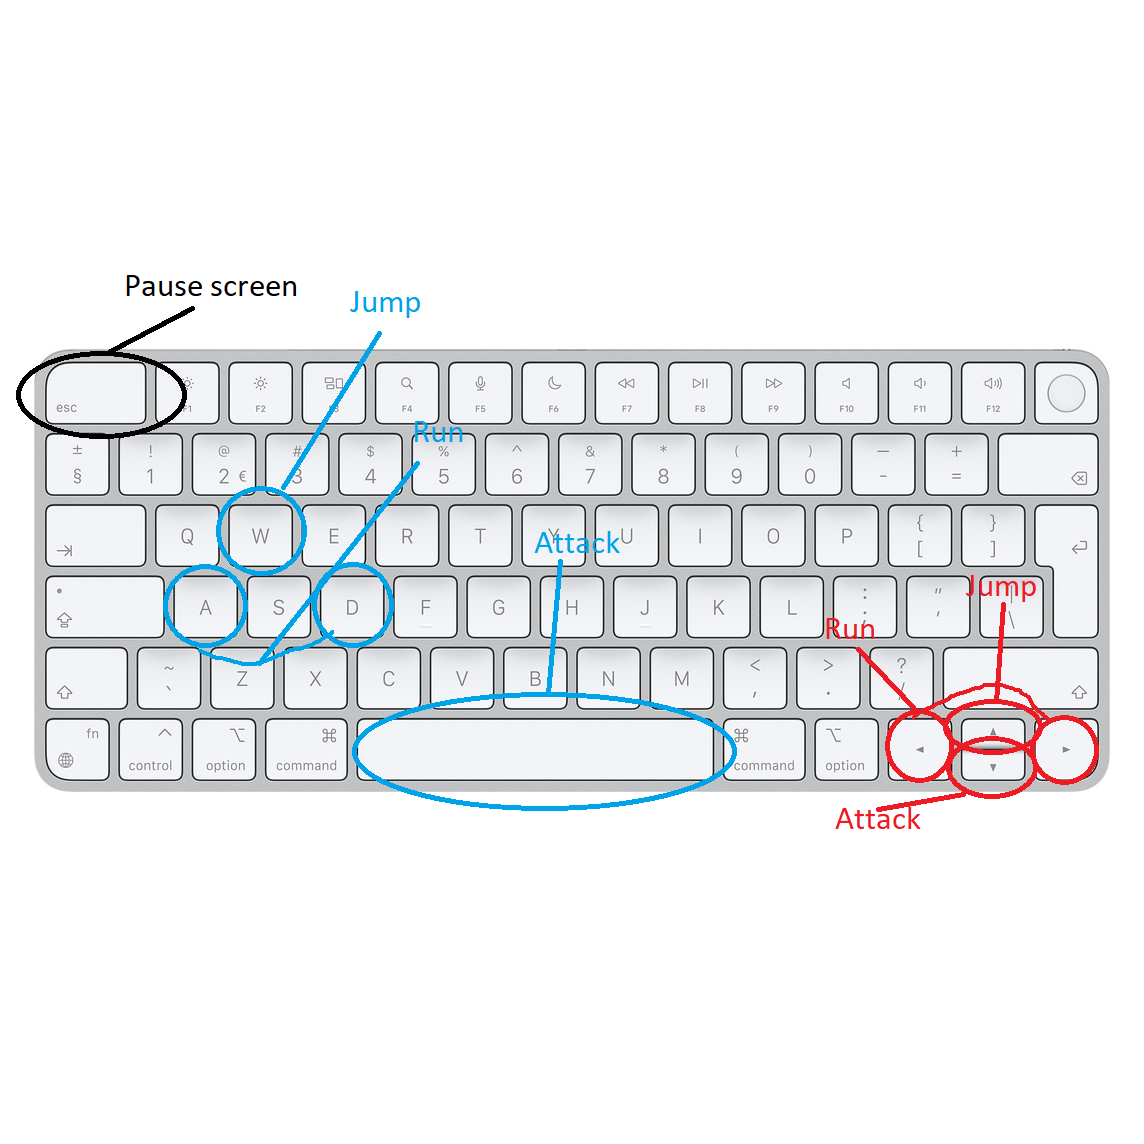 Pause screen
Jump
esc F1 F2 F3 F4 F5 F6 F7 F8 F9 F10 F11 F12
Run
± ! @ # $ % ^ & * ( ) — +
§ 1 2 € 3 4 5 6 7 8 9 0 - =
Q W E R T Y U I O P { [ } ]
Attack
A S D F G H J K L : ; " ' | \
Jump
Run
~ ` Z X C V B N M < , > . ? /
fn ⌥ ⌘ ⌘ ⌥
control option command command option
Attack